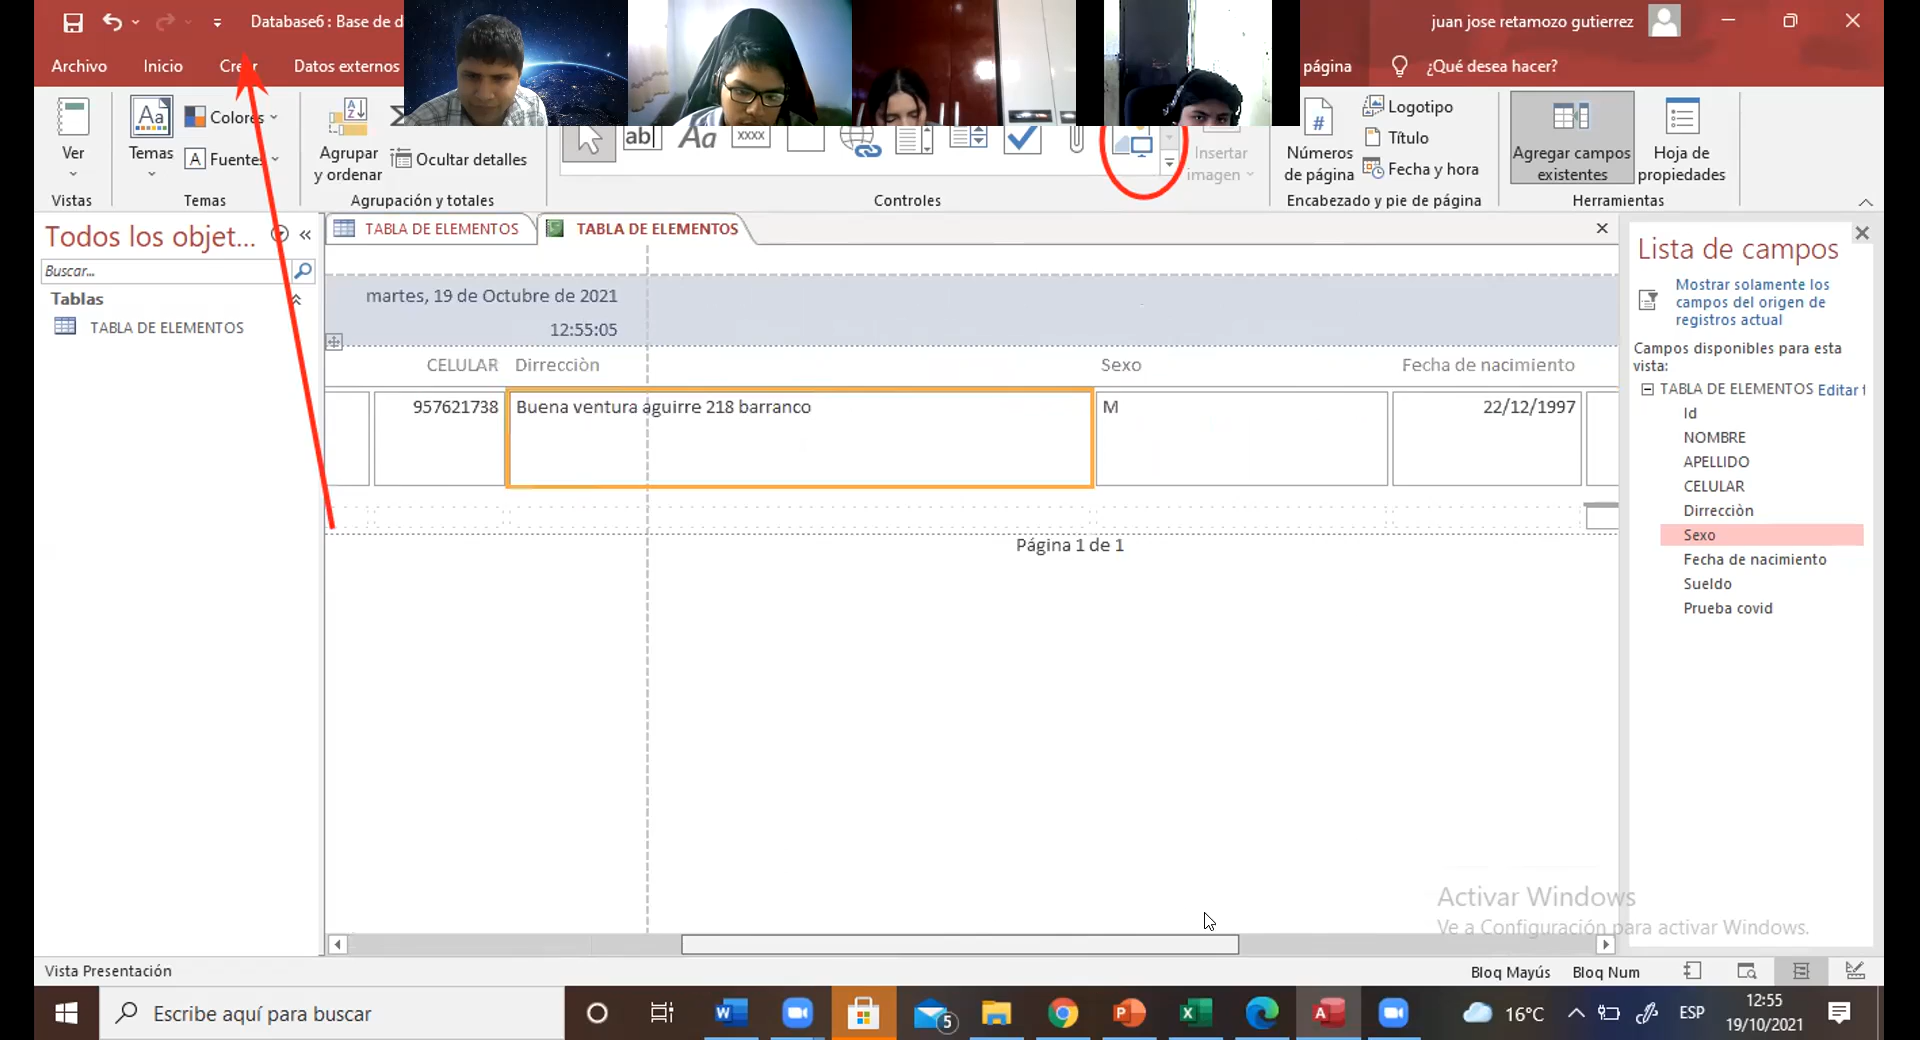 Database6 : Base de d
juan jose retamozo gutierrez
Archivo
Inicio
Crear
Datos externos
página
¿Qué desea hacer?
Ver
Aa
Temas
Colores
A Fuentes
Agrupar
y ordenar
Ocultar detalles
ab|
Aa
xxxx
Insertar
imagen
#
Números
de página
Logotipo
Título
Fecha y hora
Agregar campos
existentes
Hoja de
propiedades
Vistas
Temas
Agrupación y totales
Controles
Encabezado y pie de página
Herramientas
Todos los objet... «
Buscar...
Tablas
TABLA DE ELEMENTOS
TABLA DE ELEMENTOS
TABLA DE ELEMENTOS
martes, 19 de Octubre de 2021
12:55:05
CELULAR Dirrecciòn Sexo Fecha de nacimiento
957621738 Buena ventura aguirre 218 barranco M 22/12/1997
Página 1 de 1
Lista de campos
Mostrar solamente los
campos del origen de
registros actual
Campos disponibles para esta
vista:
TABLA DE ELEMENTOS Editar
Id
NOMBRE
APELLIDO
CELULAR
Dirrecciòn
Sexo
Fecha de nacimiento
Sueldo
Prueba covid
Activar Windows
Ve a Configuración para activar Windows.
Vista Presentación
Bloq Mayús Bloq Num
Escribe aquí para buscar
5
16°C
ESP
12:55
19/10/2021